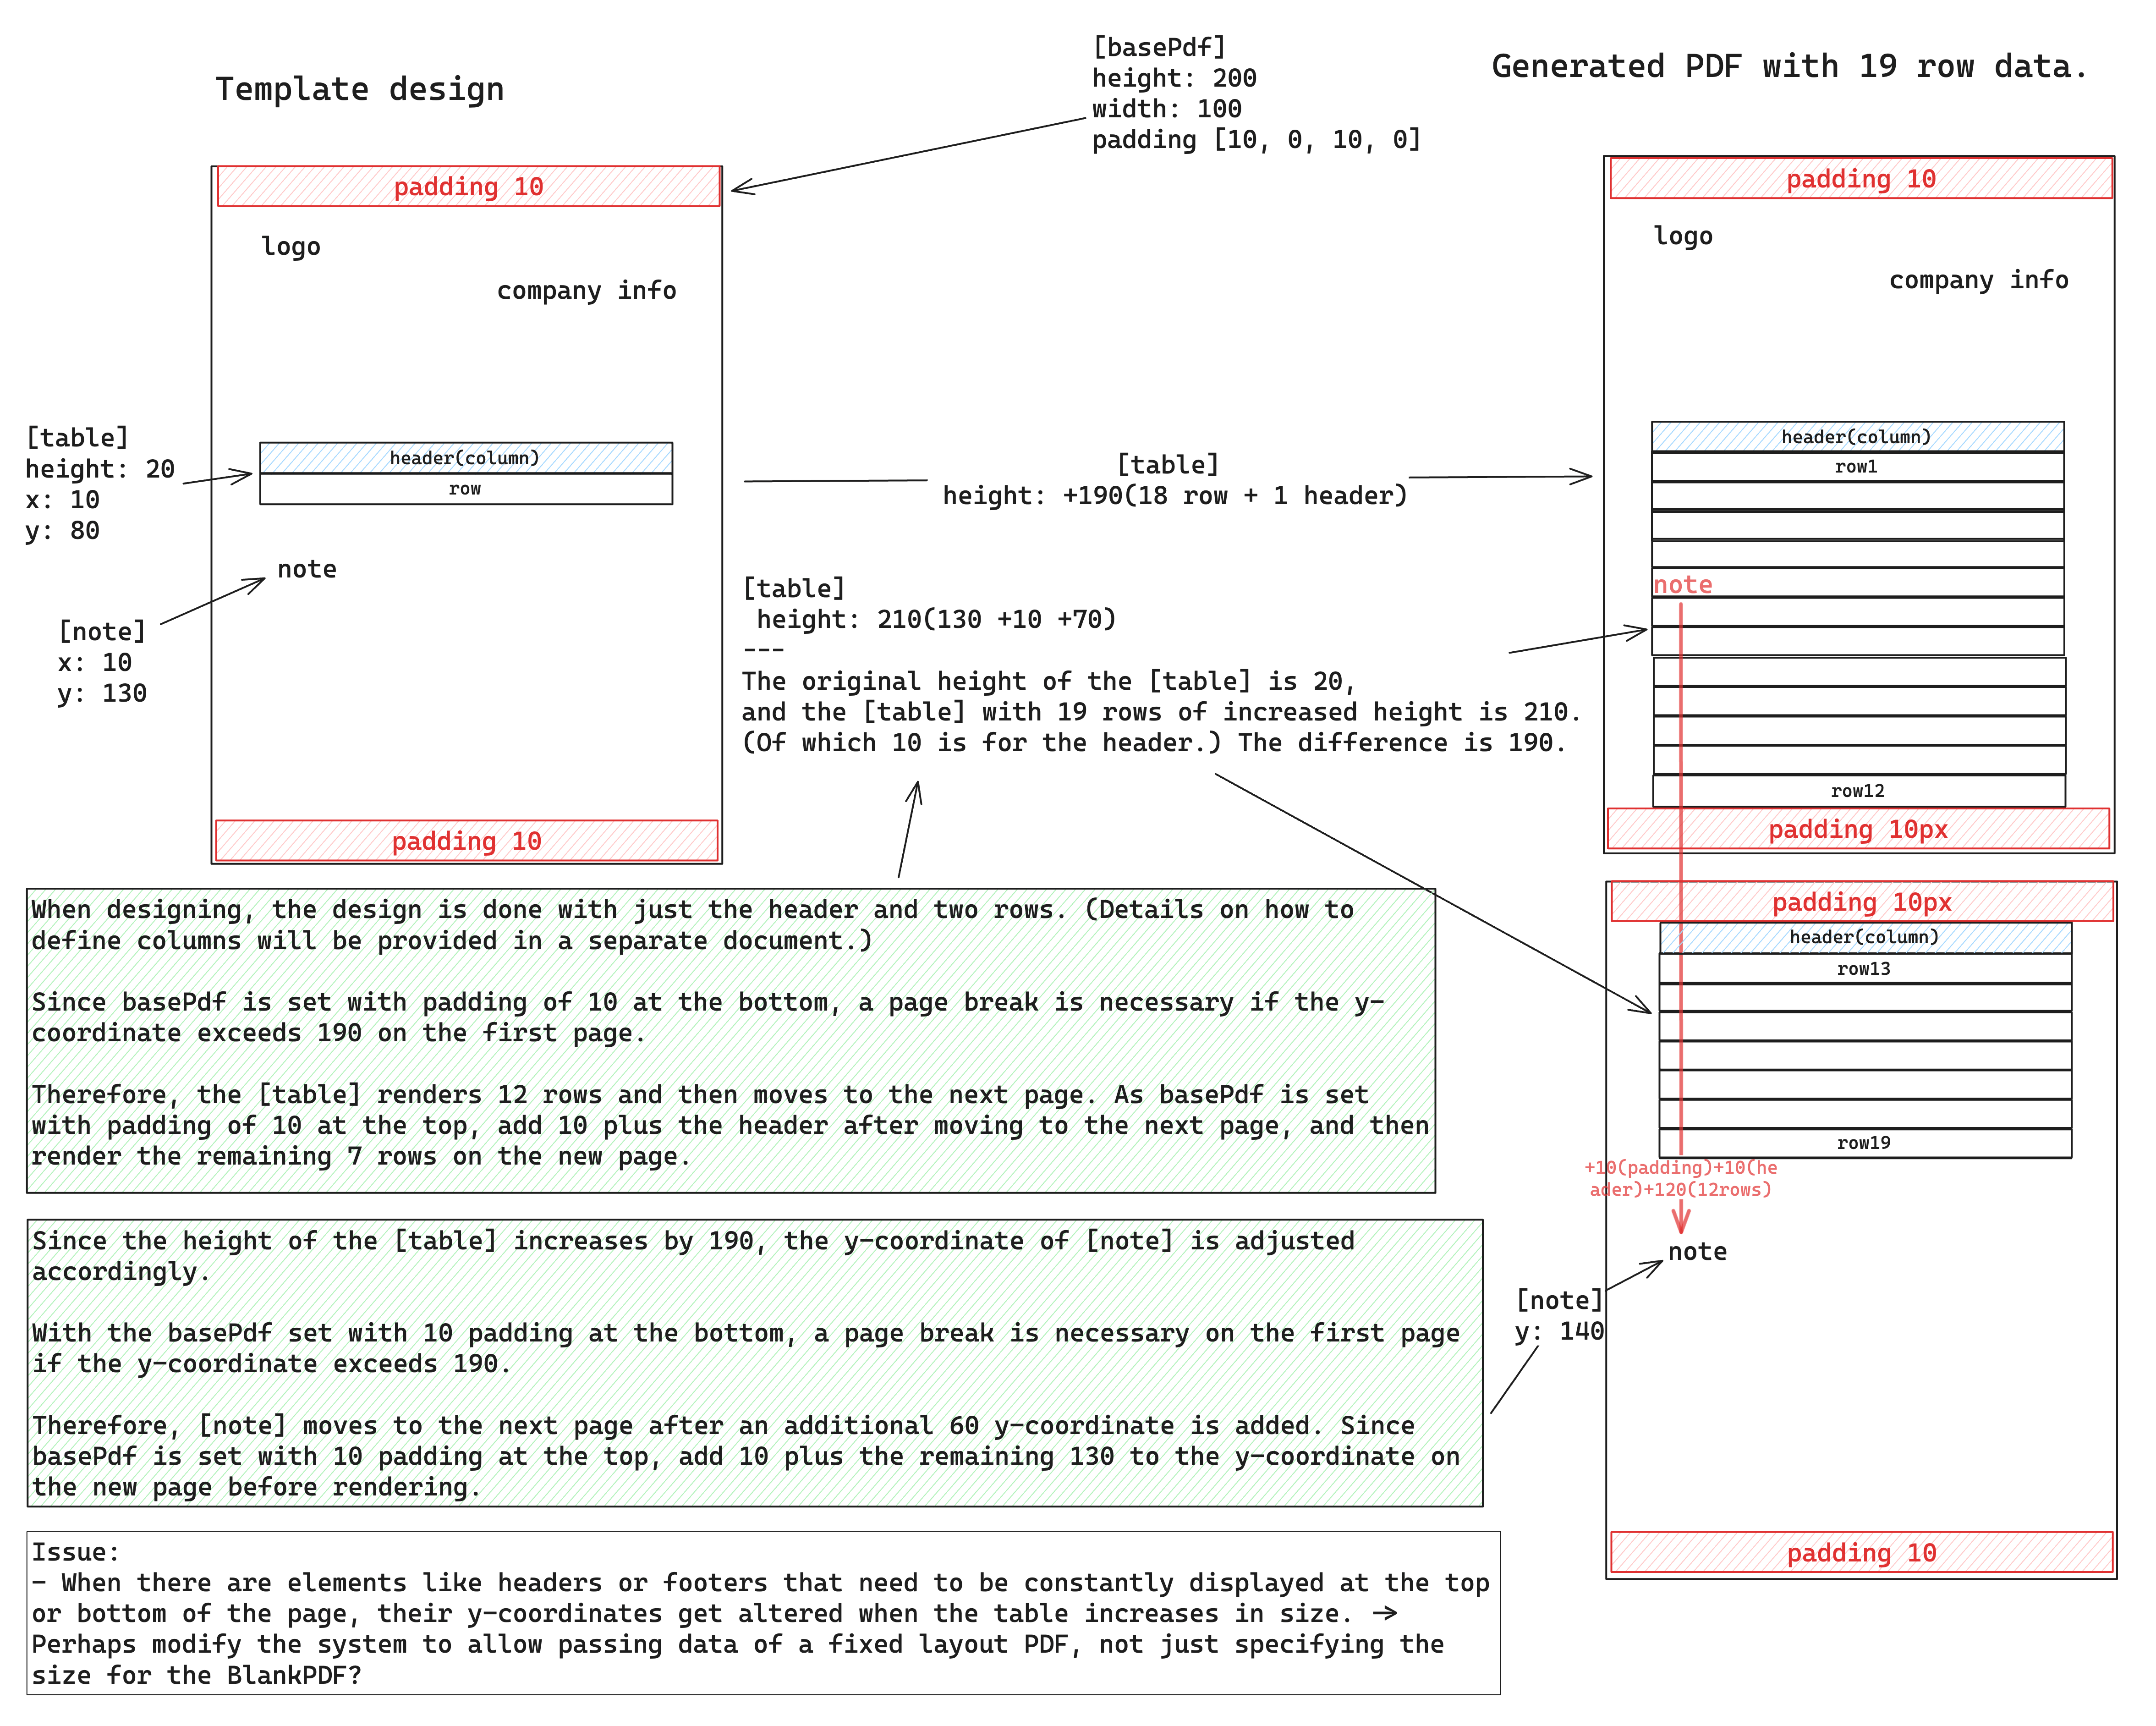 Template design
[basePdf]
height: 200
width: 100
padding [10, 0, 10, 0]
Generated PDF with 19 row data.
padding 10
logo
company info
[table]
height: 20
x: 10
y: 80
header(column)
row
note
[note]
x: 10
y: 130
padding 10
[table]
height: +190(18 row + 1 header)
[table]
height: 210(130 +10 +70)
---
The original height of the [table] is 20,
and the [table] with 19 rows of increased height is 210.
(Of which 10 is for the header.) The difference is 190.
padding 10
logo
company info
header(column)
row1
note
row12
padding 10px
padding 10px
header(column)
row13
row19
+10(padding)+10(he
ader)+120(12rows)
note
[note]
y: 140
padding 10
When designing, the design is done with just the header and two rows. (Details on how to
define columns will be provided in a separate document.)
Since basePdf is set with padding of 10 at the bottom, a page break is necessary if the y-
coordinate exceeds 190 on the first page.
Therefore, the [table] renders 12 rows and then moves to the next page. As basePdf is set
with padding of 10 at the top, add 10 plus the header after moving to the next page, and then
render the remaining 7 rows on the new page.
Since the height of the [table] increases by 190, the y-coordinate of [note] is adjusted
accordingly.
With the basePdf set with 10 padding at the bottom, a page break is necessary on the first page
if the y-coordinate exceeds 190.
Therefore, [note] moves to the next page after an additional 60 y-coordinate is added. Since
basePdf is set with 10 padding at the top, add 10 plus the remaining 130 to the y-coordinate on
the new page before rendering.
Issue:
- When there are elements like headers or footers that need to be constantly displayed at the top
or bottom of the page, their y-coordinates get altered when the table increases in size. →
Perhaps modify the system to allow passing data of a fixed layout PDF, not just specifying the
size for the BlankPDF?